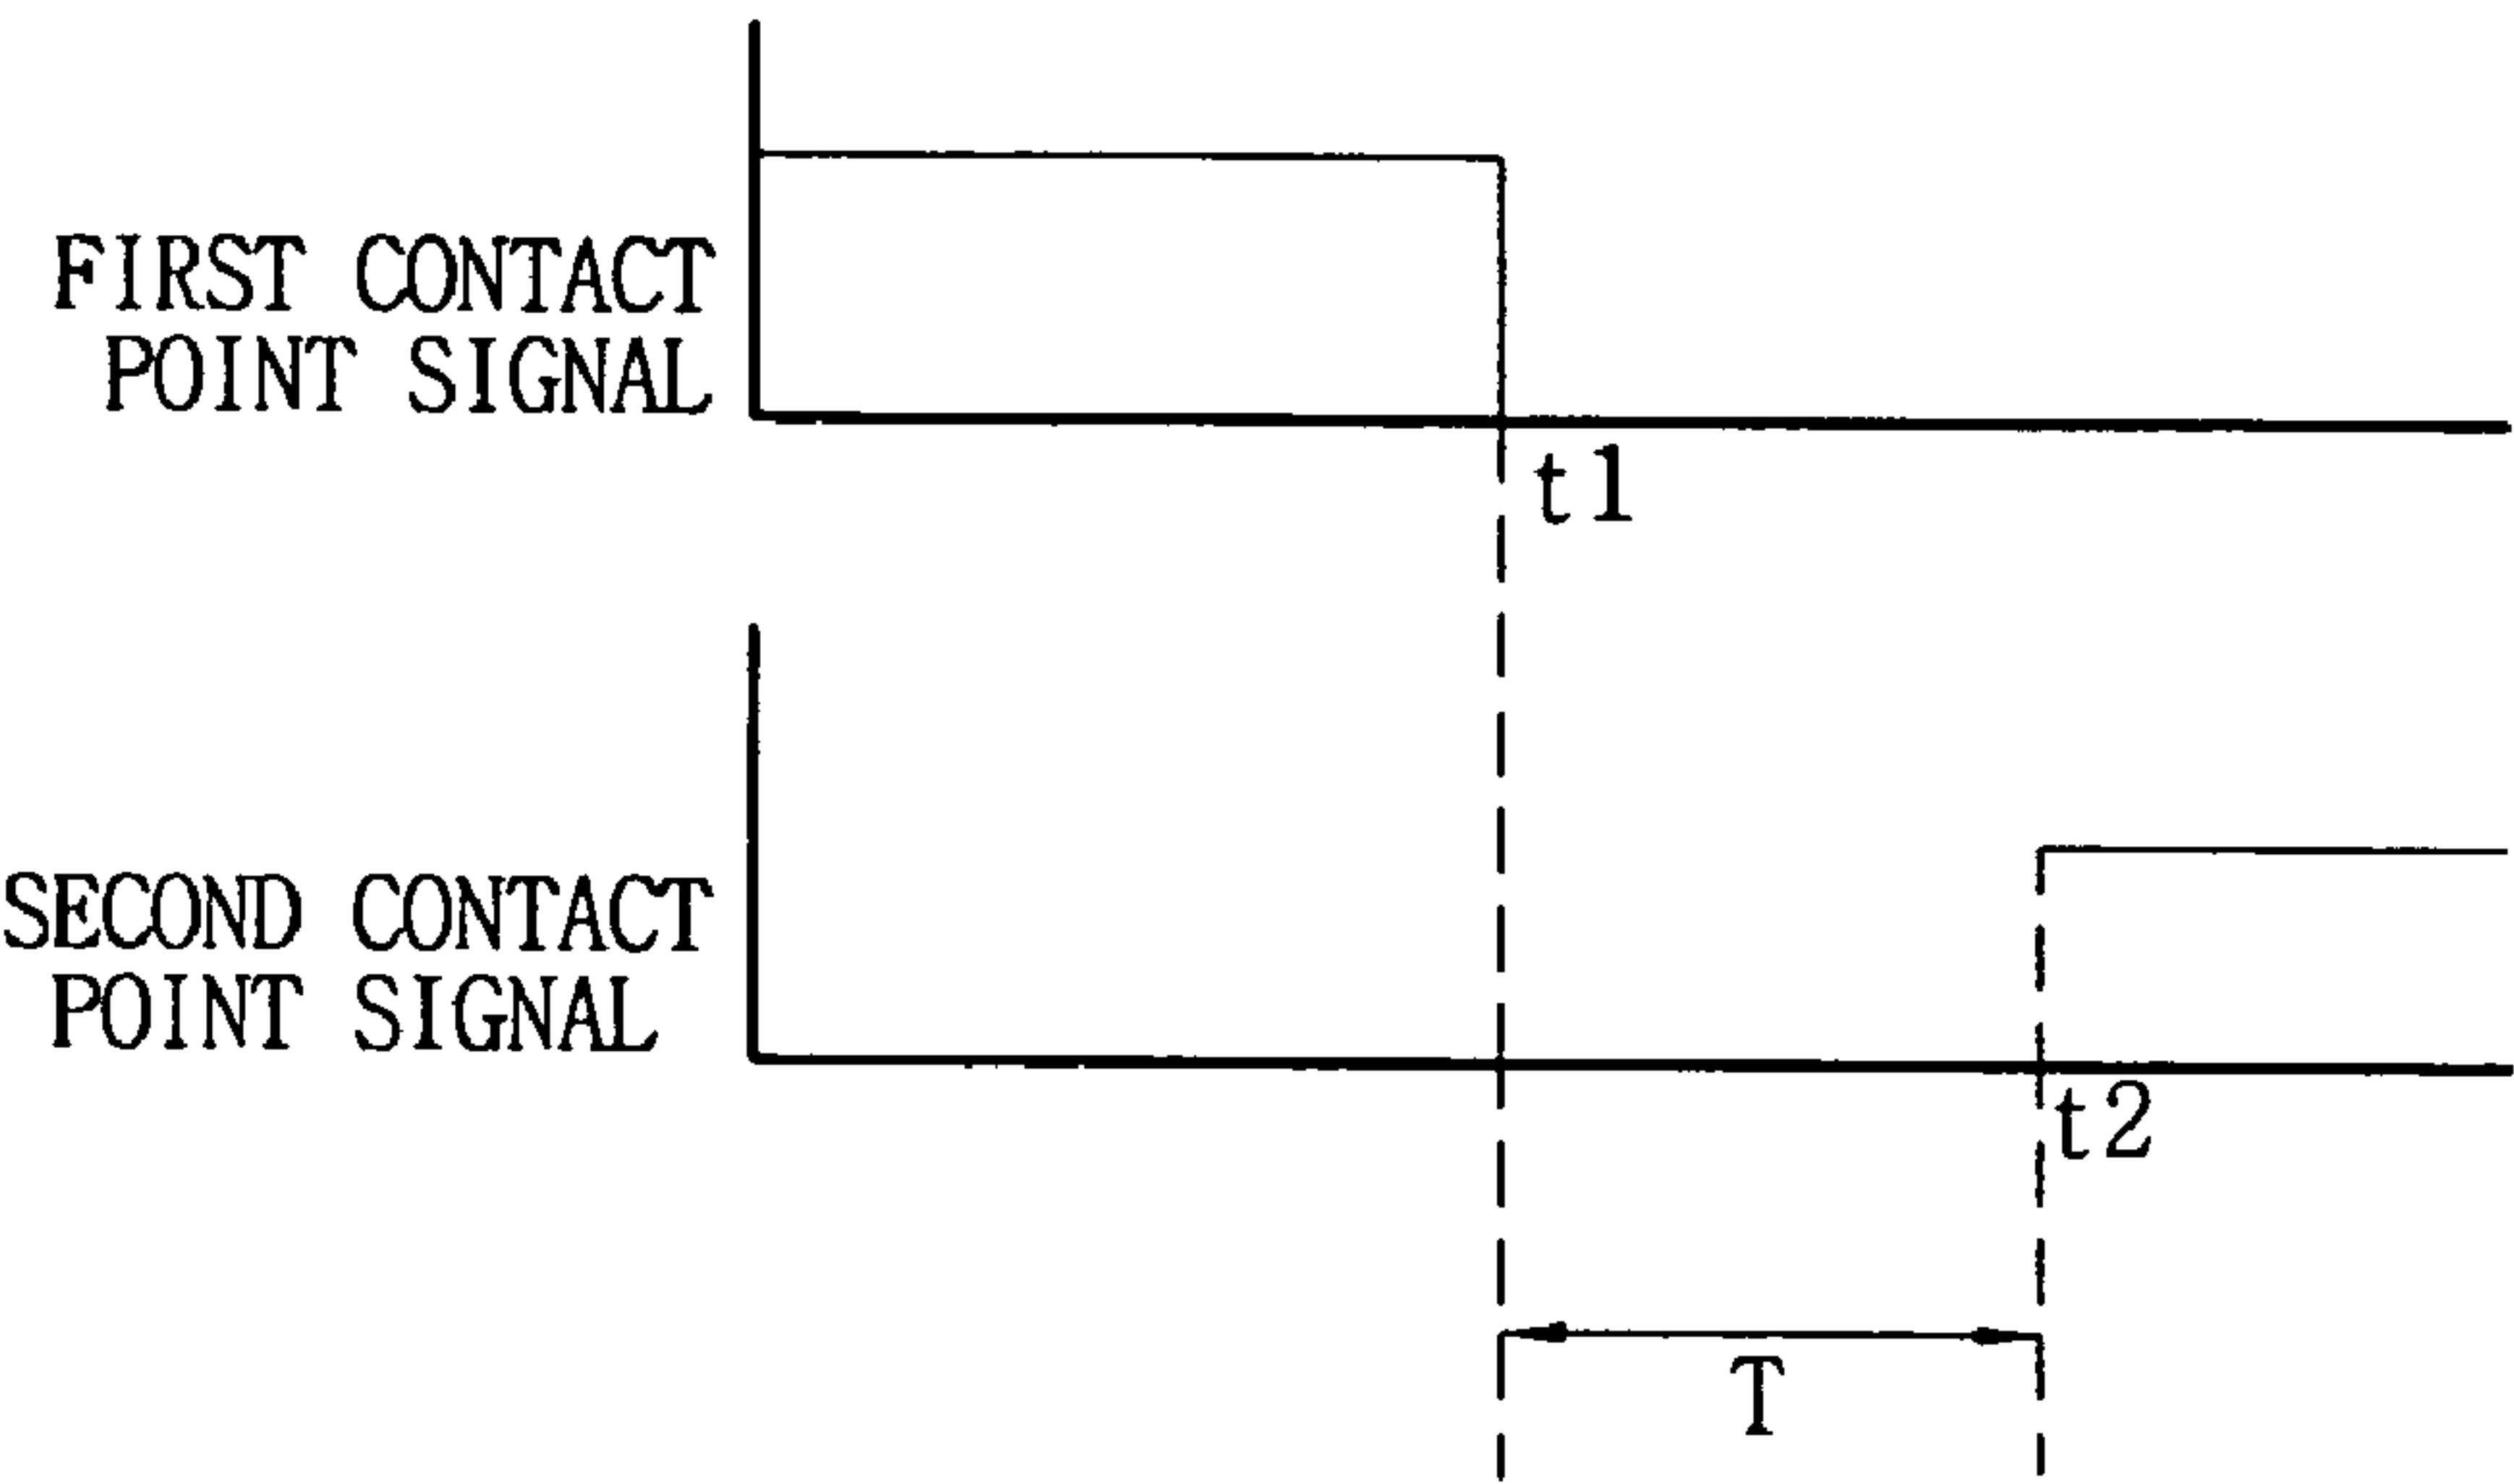 FIRST CONTACT
POINT SIGNAL
t1
SECOND CONTACT
POINT SIGNAL
t2
T